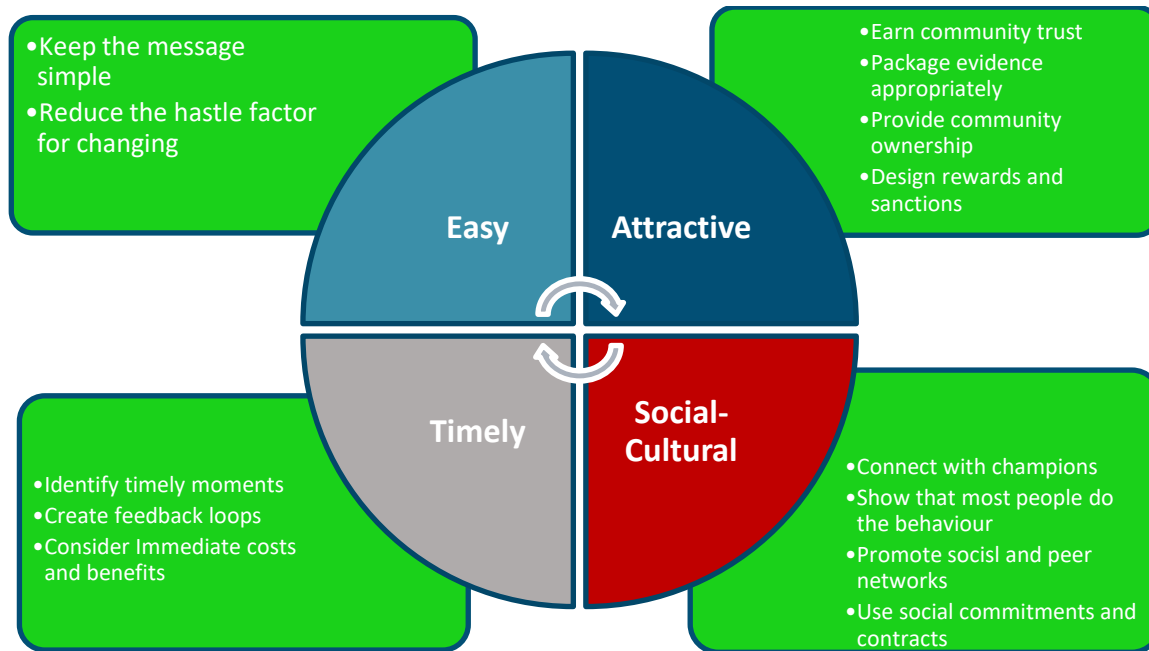 •Keep the message
simple
•Reduce the hastle factor
for changing
•Earn community trust
•Package evidence
appropriately
•Provide community
ownership
•Design rewards and
sanctions
Easy
Attractive
Timely
Social-
Cultural
•Identify timely moments
•Create feedback loops
•Consider Immediate costs
and benefits
•Connect with champions
•Show that most people do
the behaviour
•Promote socisl and peer
networks
•Use social commitments and
contracts